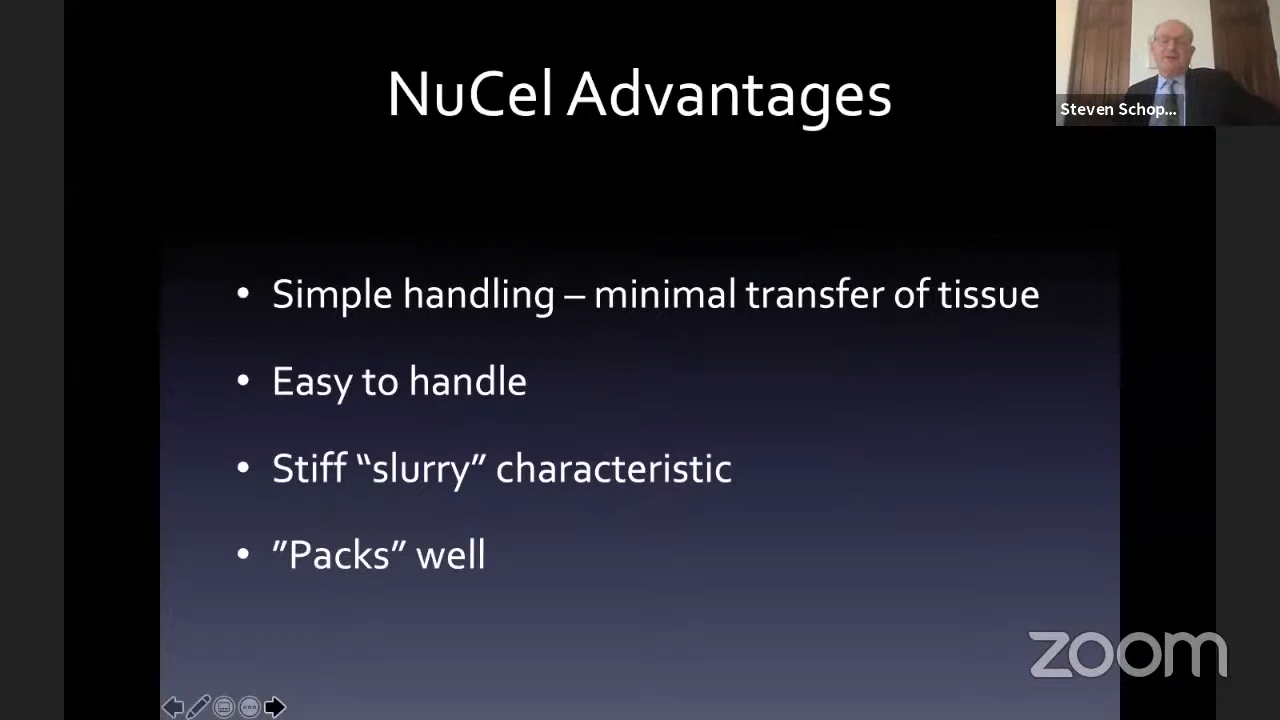 NuCel Advantages
Steven Schop...
• Simple handling – minimal transfer of tissue
• Easy to handle
• Stiff “slurry” characteristic
• ”Packs” well
zoom